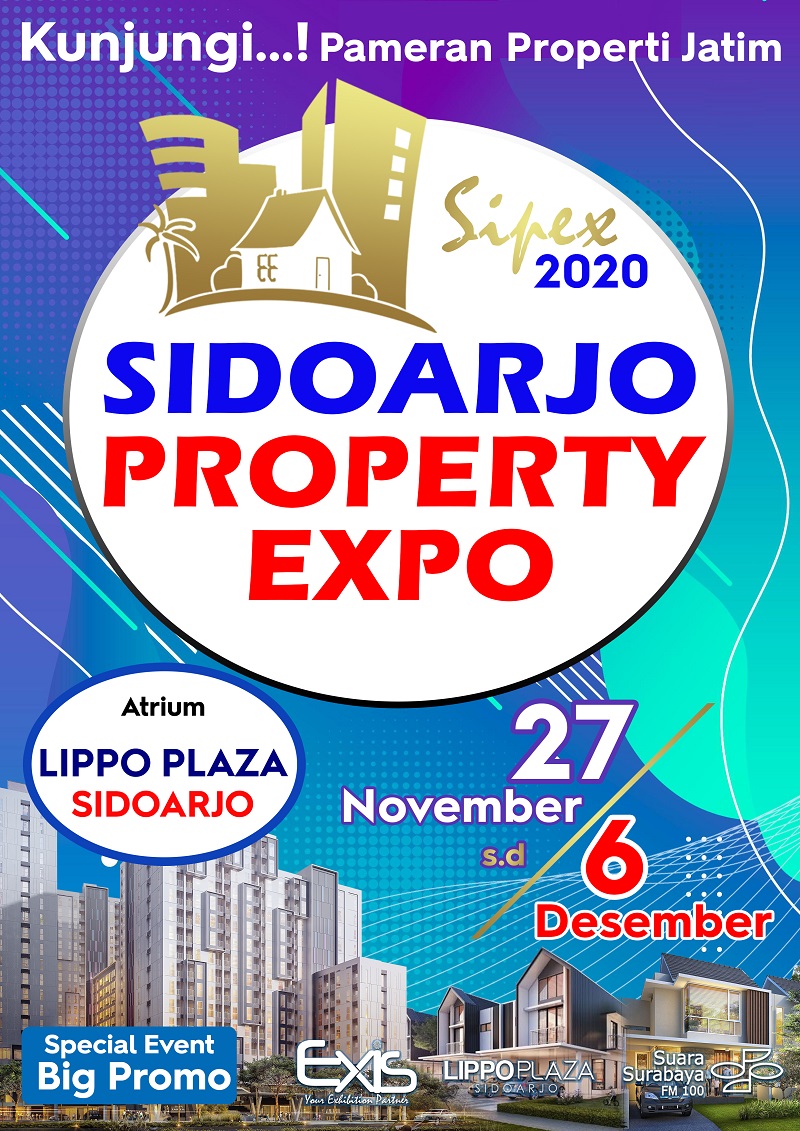 Kunjungi...! Pameran Properti Jatim
Sipex
2020
SIDOARJO
PROPERTY
EXPO
Atrium
LIPPO PLAZA
SIDOARJO
27
November
s.d
6
Desember
Special Event
Big Promo
EXIS
Your Exhibition Partner
LIPPO PLAZA
SIDOARJO
Suara
Surabaya
FM 100